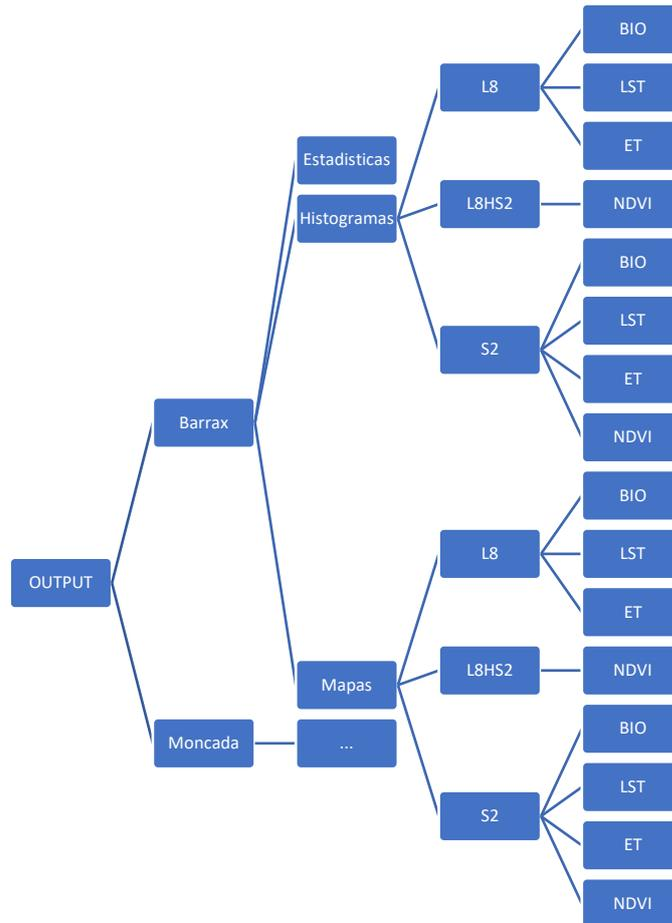 BIO
LST
ET
L8
Estadisticas
Histogramas
L8HS2
NDVI
BIO
LST
S2
ET
NDVI
Barrax
BIO
L8
LST
ET
OUTPUT
Mapas
L8HS2
NDVI
Moncada
...
BIO
LST
S2
ET
NDVI